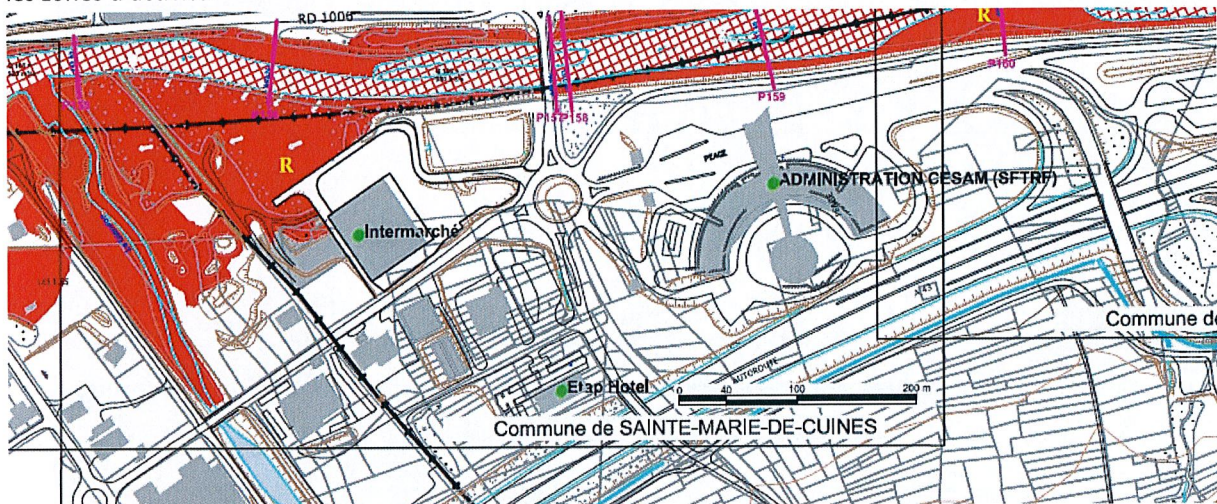 RD 1006
R
P157
P158
P159
P160
PEAGE
R
ADMINISTRATION CESAM (SFTRF)
Intermarché
A 43
Commune de
AUTOROUTE
Etap Hotel
0 40 100 200 m
Commune de SAINTE-MARIE-DE-CUINES